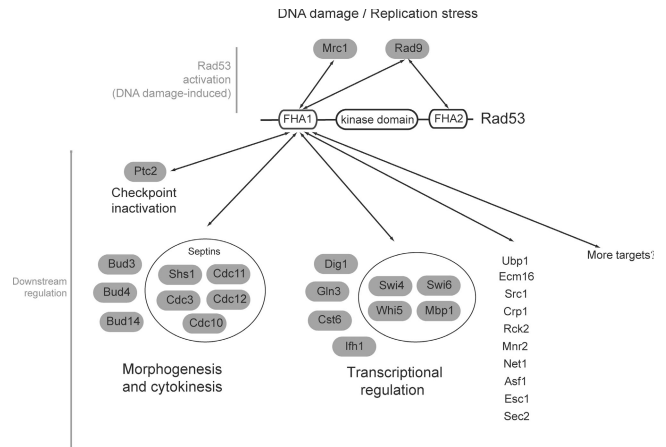 DNA damage / Replication stress
Mrc1
Rad9
Rad53
activation
(DNA damage-induced)
FHA1
kinase domain
FHA2
Rad53
Ptc2
Checkpoint
inactivation
Downstream
regulation
Bud3
Bud4
Bud14
Septins
Shs1
Cdc11
Cdc3
Cdc12
Cdc10
Morphogenesis
and cytokinesis
Dig1
Gln3
Cst6
Ifh1
Swi4
Swi6
Whi5
Mbp1
Transcriptional
regulation
Ubp1
Ecm16
Src1
Crp1
Rck2
Mnr2
Net1
Asf1
Esc1
Sec2
More targets?